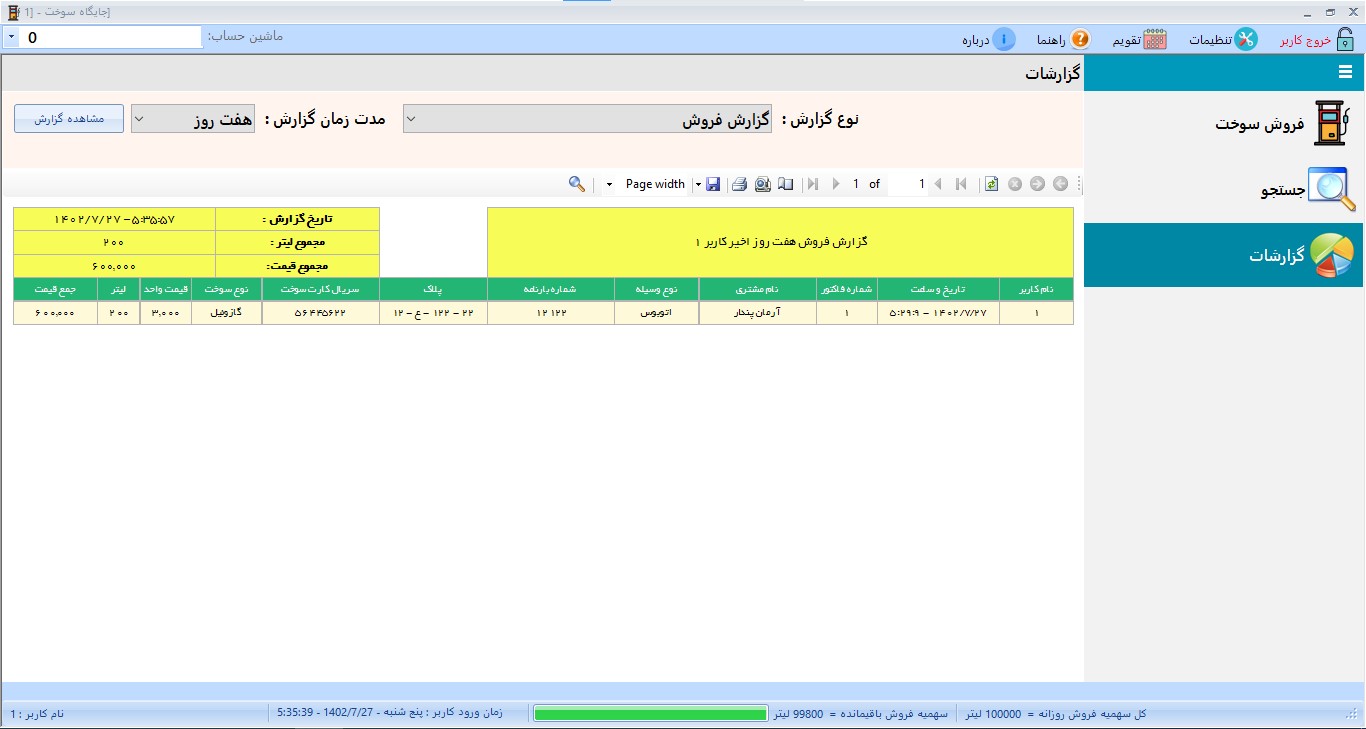 [جایگاه سوخت - [1
خروج کاربر
تنظیمات
تقویم
راهنما
درباره
ماشین حساب:
0
گزارشات
فروش سوخت
جستجو
گزارشات
نوع گزارش :
گزارش فروش
مدت زمان گزارش :
هفت روز
مشاهده گزارش
1 of 1
Page width
گزارش فروش هفت روز اخیر کاربر ۱
تاریخ گزارش : ۱۴۰۲/۷/۲۷ - ۵:۳۵:۵۷
مجموع لیتر : ۲۰۰
مجموع قیمت: ۶۰۰,۰۰۰
نام کاربر تاریخ و ساعت شماره فاکتور نام مشتری نوع وسیله شماره بارنامه پلاک سریال کارت سوخت نوع سوخت قیمت واحد لیتر جمع قیمت
۱ ۱۴۰۲/۷/۲۷ - ۵:۲۹:۹ ۱ آرمان پندار اتوبوس ۱۲۱۲۲ ۲۲ - ۱۲۲ - ع - ۱۲ ۵۶۴۴۵۶۲۲ گازوئیل ۳,۰۰۰ ۲۰۰ ۶۰۰,۰۰۰
کل سهمیه فروش روزانه = 100000 لیتر
سهمیه فروش باقیمانده = 99800 لیتر
زمان ورود کاربر : پنج شنبه - 1402/7/27 - 5:35:39
نام کاربر : 1